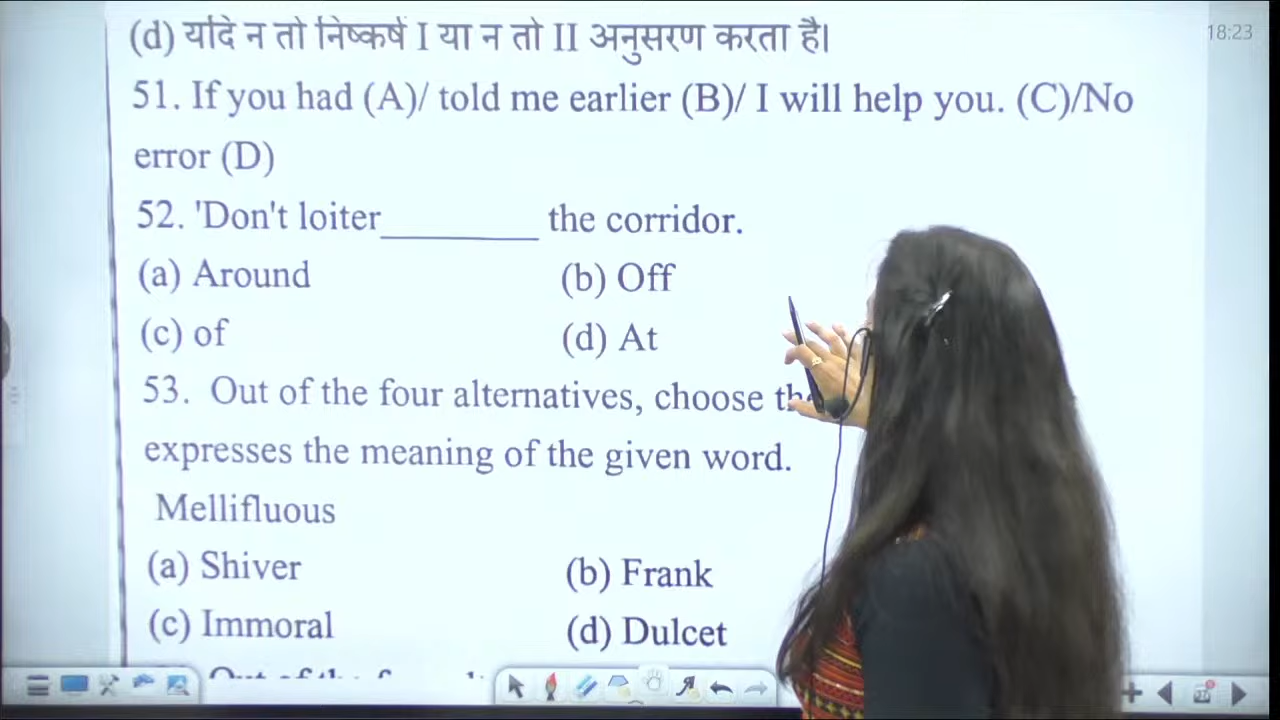 (d) यदि न तो निष्कर्ष I या न तो II अनुसरण करता है।
18:23
51. If you had (A)/ told me earlier (B)/ I will help you. (C)/No
error (D)
52. 'Don't loiter_________ the corridor.
(a) Around (b) Off
(c) of (d) At
53. Out of the four alternatives, choose
expresses the meaning of the given word.
Mellifluous
(a) Shiver (b) Frank
(c) Immoral (d) Dulcet